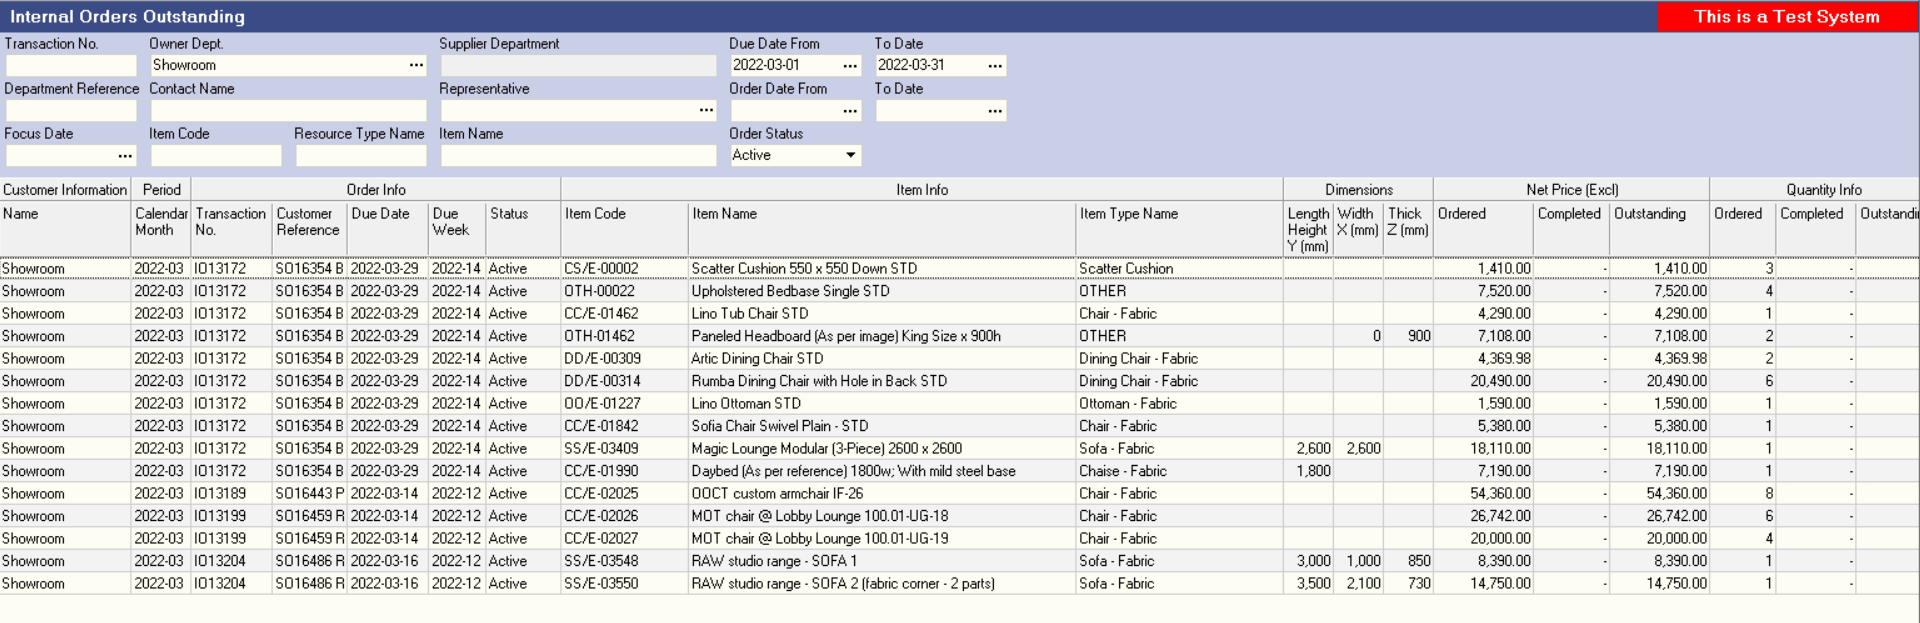 Internal Orders Outstanding This is a Test System
Transaction No. Owner Dept. Supplier Department Due Date From To Date
Showroom ... 2022-03-01 ... 2022-03-31 ...
Department Reference Contact Name Representative Order Date From To Date
... ... ...
Focus Date Item Code Resource Type Name Item Name Order Status
... Active
Customer Information Period Order Info Item Info Dimensions Net Price (Excl) Quantity Info
Name Calendar Month Transaction No. Customer Reference Due Date Due Week Status Item Code Item Name Item Type Name Length Height Y (mm) Width X (mm) Thick Z (mm) Ordered Completed Outstanding Ordered Completed Outstandi
Showroom 2022-03 IO13172 SO16354 B 2022-03-29 2022-14 Active CS/E-00002 Scatter Cushion 550 x 550 Down STD Scatter Cushion 1,410.00 - 1,410.00 3 -
Showroom 2022-03 IO13172 SO16354 B 2022-03-29 2022-14 Active OTH-00022 Upholstered Bedbase Single STD OTHER 7,520.00 - 7,520.00 4 -
Showroom 2022-03 IO13172 SO16354 B 2022-03-29 2022-14 Active CC/E-01462 Lino Tub Chair STD Chair - Fabric 4,290.00 - 4,290.00 1 -
Showroom 2022-03 IO13172 SO16354 B 2022-03-29 2022-14 Active OTH-01462 Paneled Headboard (As per image) King Size x 900h OTHER 0 900 7,108.00 - 7,108.00 2 -
Showroom 2022-03 IO13172 SO16354 B 2022-03-29 2022-14 Active DD/E-00309 Artic Dining Chair STD Dining Chair - Fabric 4,369.98 - 4,369.98 2 -
Showroom 2022-03 IO13172 SO16354 B 2022-03-29 2022-14 Active DD/E-00314 Rumba Dining Chair with Hole in Back STD Dining Chair - Fabric 20,490.00 - 20,490.00 6 -
Showroom 2022-03 IO13172 SO16354 B 2022-03-29 2022-14 Active OO/E-01227 Lino Ottoman STD Ottoman - Fabric 1,590.00 - 1,590.00 1 -
Showroom 2022-03 IO13172 SO16354 B 2022-03-29 2022-14 Active CC/E-01842 Sofia Chair Swivel Plain - STD Chair - Fabric 5,380.00 - 5,380.00 1 -
Showroom 2022-03 IO13172 SO16354 B 2022-03-29 2022-14 Active SS/E-03409 Magic Lounge Modular (3-Piece) 2600 x 2600 Sofa - Fabric 2,600 2,600 18,110.00 - 18,110.00 1 -
Showroom 2022-03 IO13172 SO16354 B 2022-03-29 2022-14 Active CC/E-01990 Daybed (As per reference) 1800w; With mild steel base Chaise - Fabric 1,800 7,190.00 - 7,190.00 1 -
Showroom 2022-03 IO13189 SO16443 P 2022-03-14 2022-12 Active CC/E-02025 OOCT custom armchair IF-26 Chair - Fabric 54,360.00 - 54,360.00 8 -
Showroom 2022-03 IO13199 SO16459 R 2022-03-14 2022-12 Active CC/E-02026 MOT chair @ Lobby Lounge 100.01-UG-18 Chair - Fabric 26,742.00 - 26,742.00 6 -
Showroom 2022-03 IO13199 SO16459 R 2022-03-14 2022-12 Active CC/E-02027 MOT chair @ Lobby Lounge 100.01-UG-19 Chair - Fabric 20,000.00 - 20,000.00 4 -
Showroom 2022-03 IO13204 SO16486 R 2022-03-16 2022-12 Active SS/E-03548 RAW studio range - SOFA 1 Sofa - Fabric 3,000 1,000 850 8,390.00 - 8,390.00 1 -
Showroom 2022-03 IO13204 SO16486 R 2022-03-16 2022-12 Active SS/E-03550 RAW studio range - SOFA 2 (fabric corner - 2 parts) Sofa - Fabric 3,500 2,100 730 14,750.00 - 14,750.00 1 -